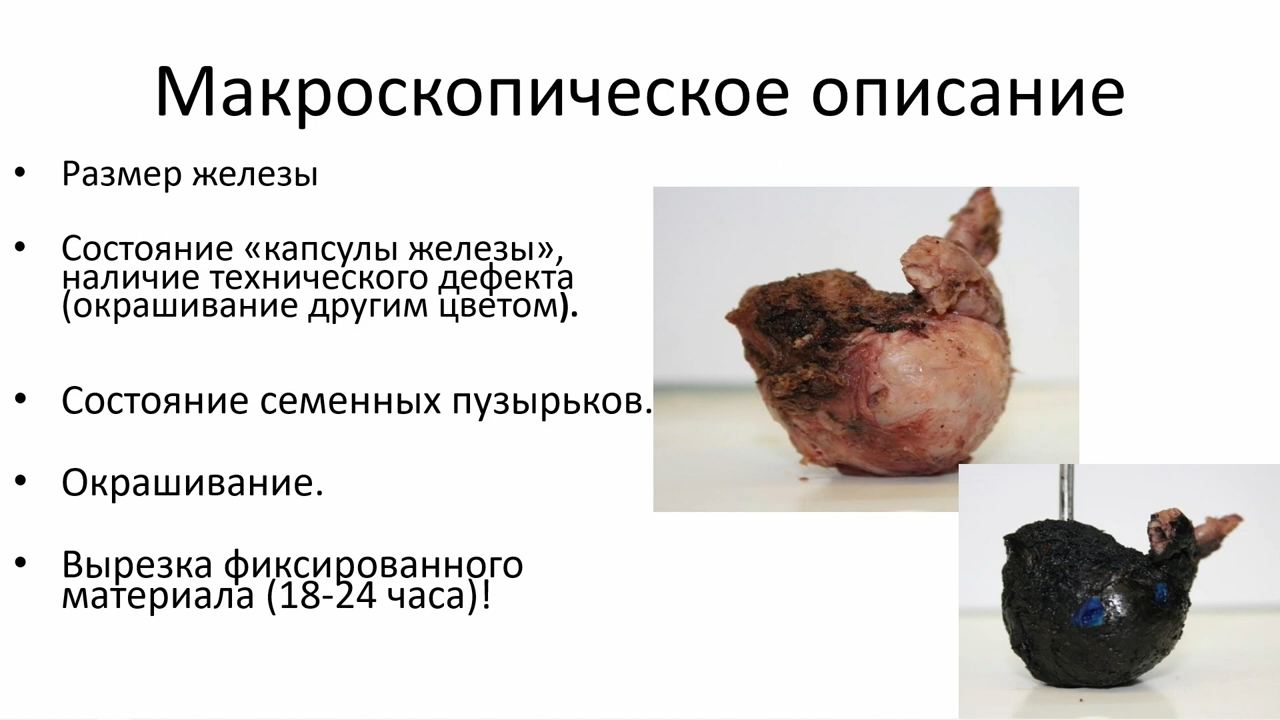 Макроскопическое описание
• Размер железы
• Состояние «капсулы железы»,
наличие технического дефекта
(окрашивание другим цветом).
• Состояние семенных пузырьков.
• Окрашивание.
• Вырезка фиксированного
материала (18-24 часа)!